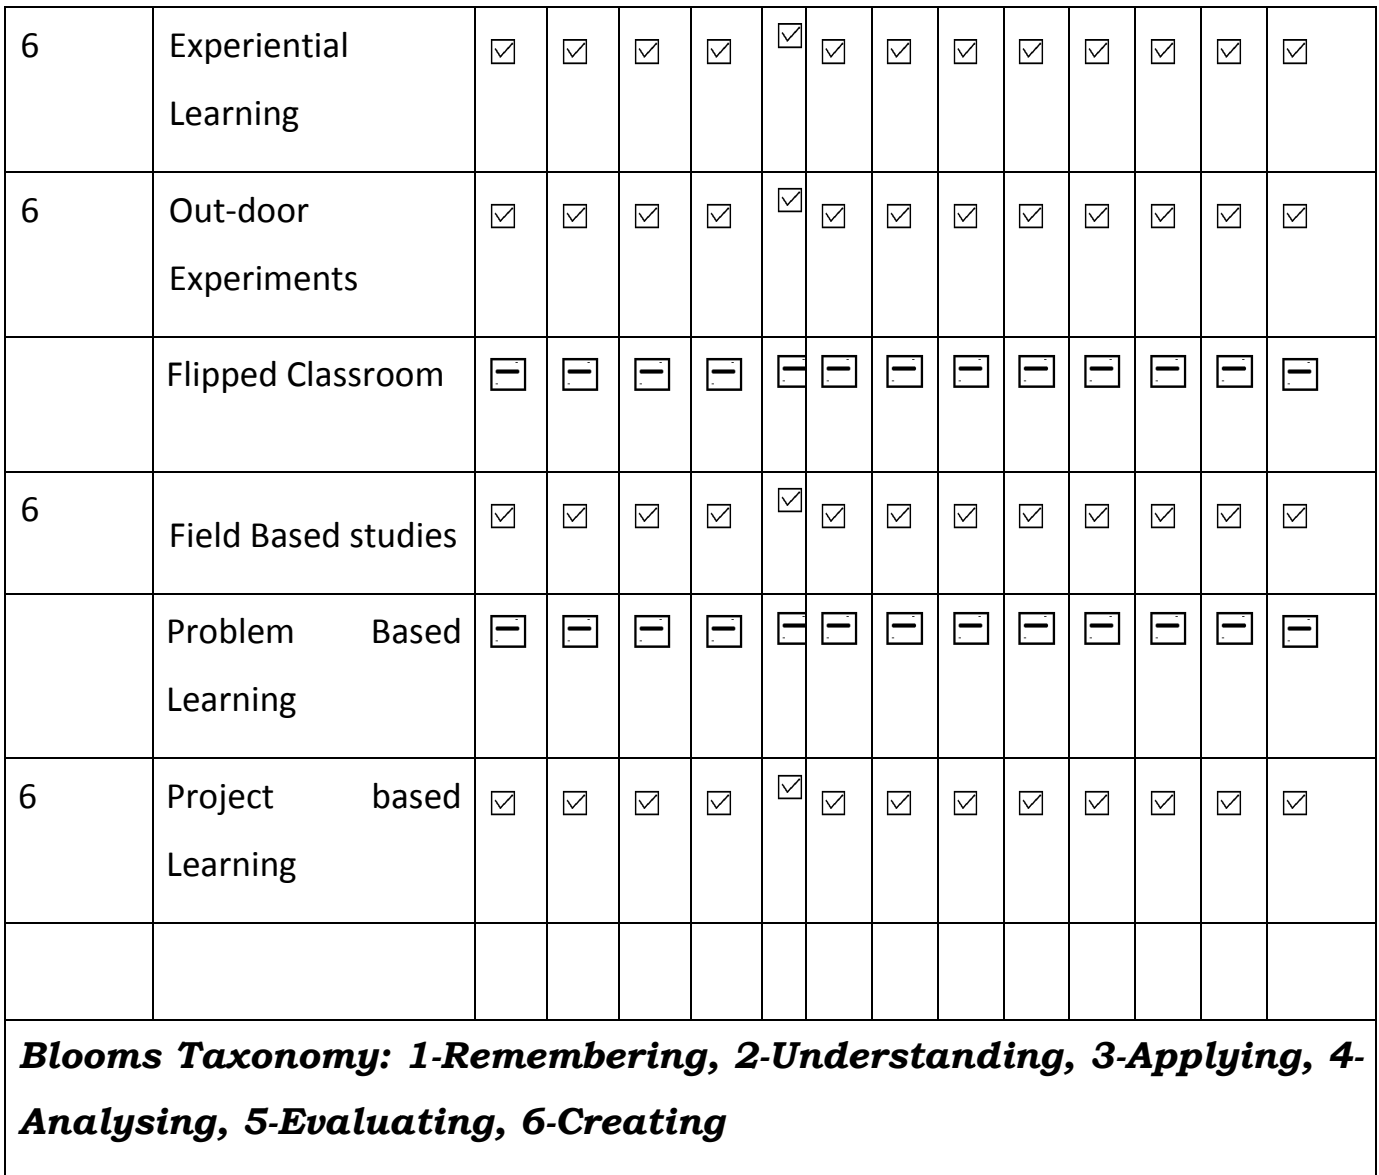 6 Experiential ☑ ☑ ☑ ☑ ☑ ☑ ☑ ☑ ☑ ☑ ☑ ☑ ☑
Learning
6 Out-door ☑ ☑ ☑ ☑ ☑ ☑ ☑ ☑ ☑ ☑ ☑ ☑ ☑
Experiments
Flipped Classroom
6 Field Based studies ☑ ☑ ☑ ☑ ☑ ☑ ☑ ☑ ☑ ☑ ☑ ☑ ☑
Problem Based
Learning
6 Project based ☑ ☑ ☑ ☑ ☑ ☑ ☑ ☑ ☑ ☑ ☑ ☑ ☑
Learning
Blooms Taxonomy: 1-Remembering, 2-Understanding, 3-Applying, 4-
Analysing, 5-Evaluating, 6-Creating